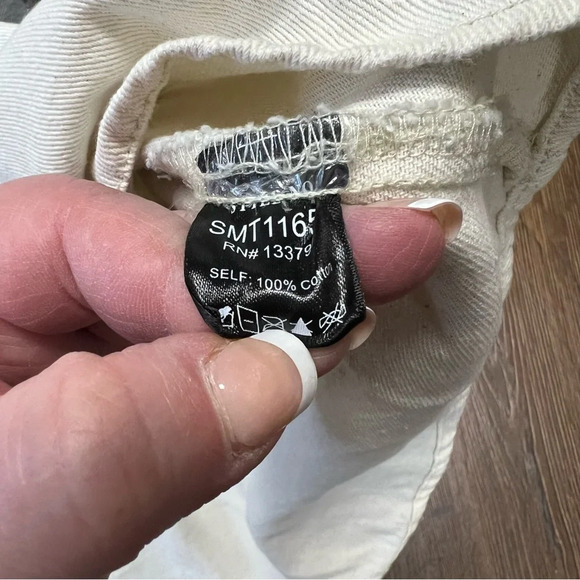 SMT1165
RN# 13379
SELF: 100% Cotton